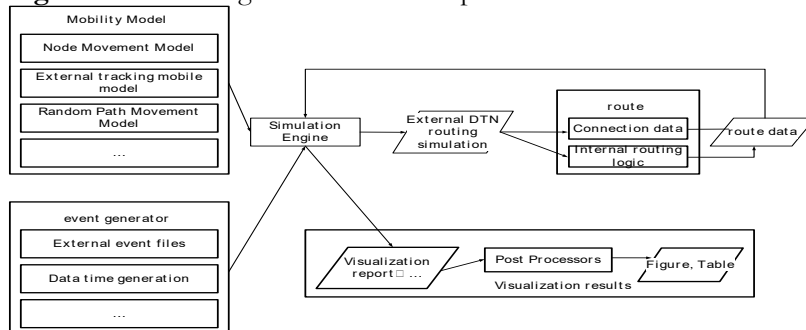 Mobility Model
Node Movement Model
External tracking mobile
model
Random Path Movement
Model
...
event generator
External event files
Data time generation
...
Simulation
Engine
External DTN
routing
simulation
route
Connection data
Internal routing
logic
route data
Visualization
report□ ...
Post Processors
Figure, Table
Visualization results